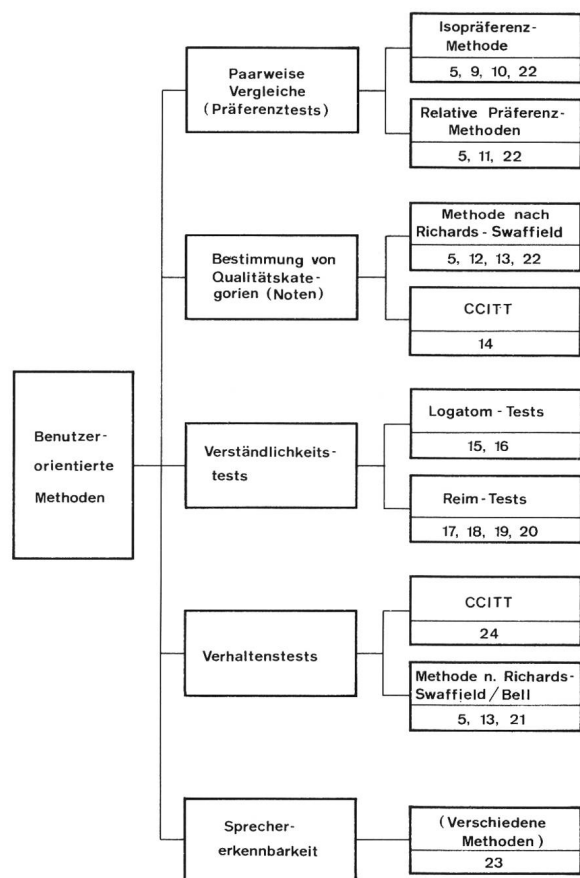 Isopräferenz-
Methode
5, 9, 10, 22
Paarweise
Vergleiche
(Präferenztests)
Relative Präferenz-
Methoden
5, 11, 22
Methode nach
Richards - Swaffield
5, 12, 13, 22
Bestimmung von
Qualitätskate-
gorien (Noten)
CCITT
14
Benutzer-
orientierte
Methoden
Logatom - Tests
15, 16
Verständlichkeits-
tests
Reim - Tests
17, 18, 19, 20
CCITT
24
Verhaltenstests
Methode n. Richards-
Swaffield / Bell
5, 13, 21
Sprecher-
erkennbarkeit
(Verschiedene
Methoden)
23